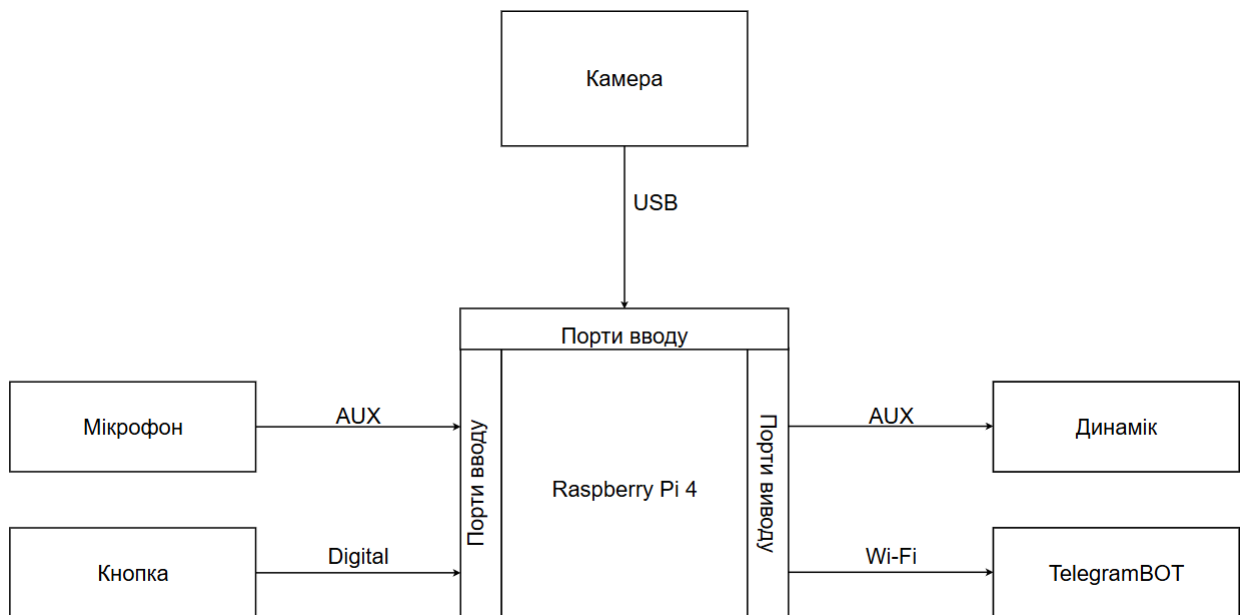 Камера
USB
Порти вводу
Мікрофон
AUX
Порти вводу
Raspberry Pi 4
Порти виводу
AUX
Динамік
Кнопка
Digital
Wi-Fi
TelegramBOT